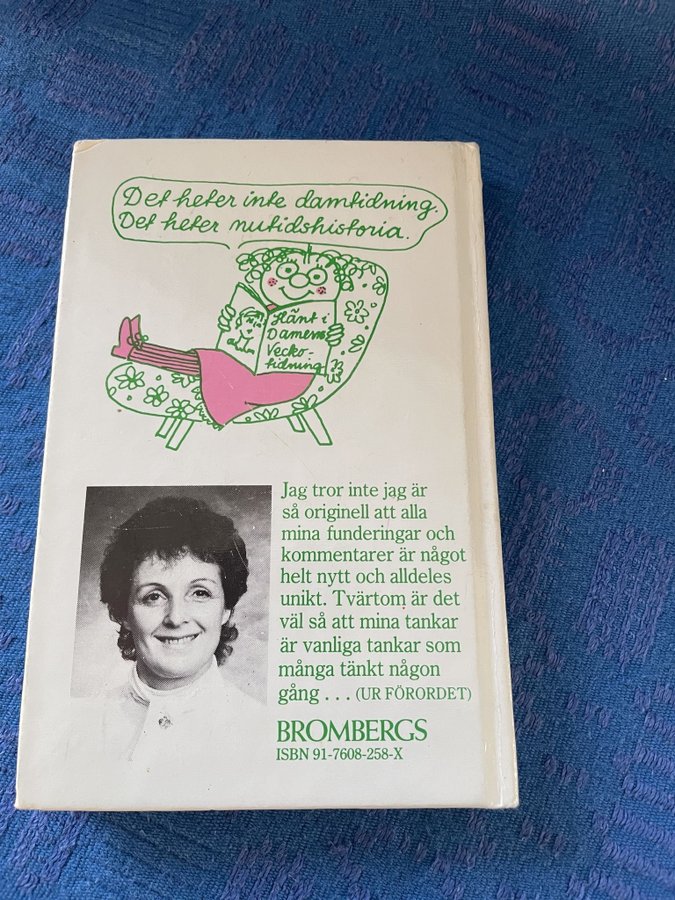 Det heter inte damtidning.
Det heter nutidshistoria.
Hänt i
Damernas
Vecko-
tidning
Jag tror inte jag är
så originell att alla
mina funderingar och
kommentarer är något
helt nytt och alldeles
unikt. Tvärtom är det
väl så att mina tankar
är vanliga tankar som
många tänkt någon
gång . . . (UR FÖRORDET)
BROMBERGS
ISBN 91-7608-258-X